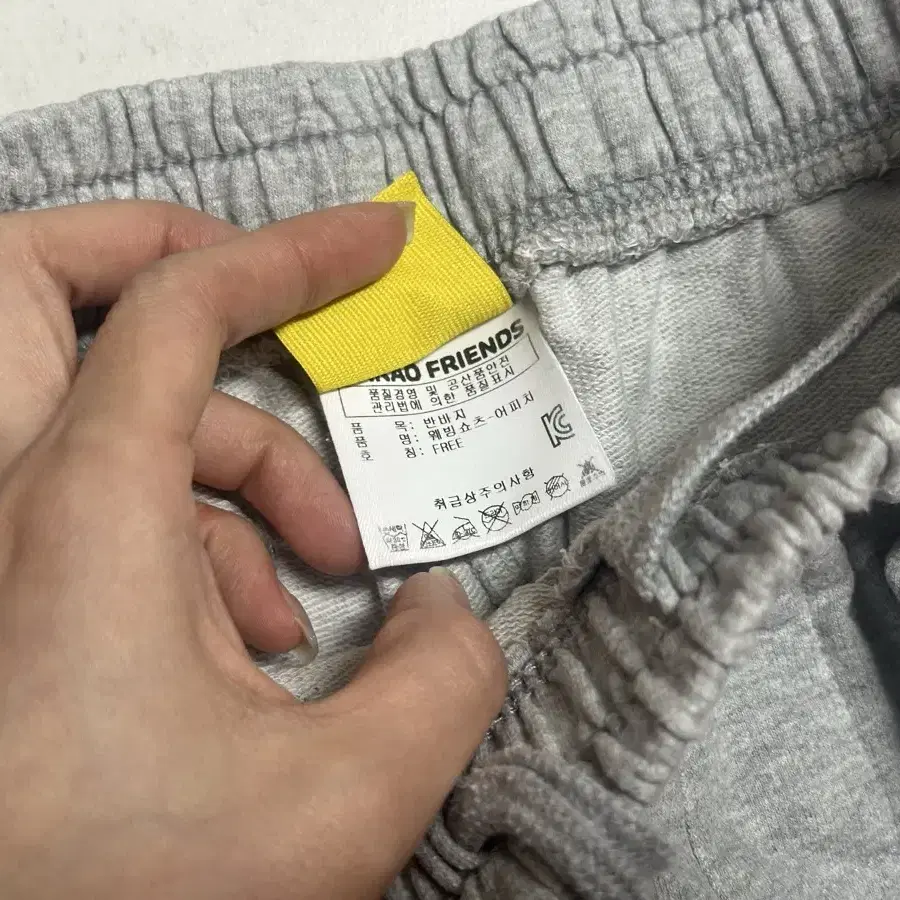 KAKAO FRIENDS
품질경영 및 공산품안전
관리법에 의한 품질표시
품 목: 반바지
품 명: 웨빙쇼츠-어피치
호 칭: FREE
취급상주의사항